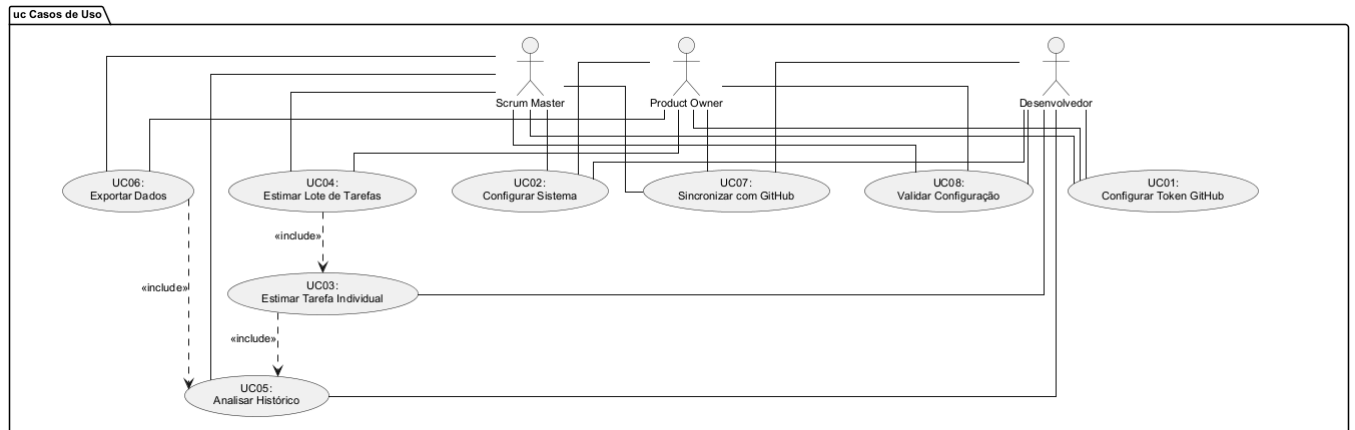 uc Casos de Uso
Scrum Master
Product Owner
Desenvolvedor
UC06:
Exportar Dados
UC04:
Estimar Lote de Tarefas
UC02:
Configurar Sistema
UC07:
Sincronizar com GitHub
UC08:
Validar Configuração
UC01:
Configurar Token GitHub
«include»
UC03:
Estimar Tarefa Individual
«include»
«include»
UC05:
Analisar Histórico